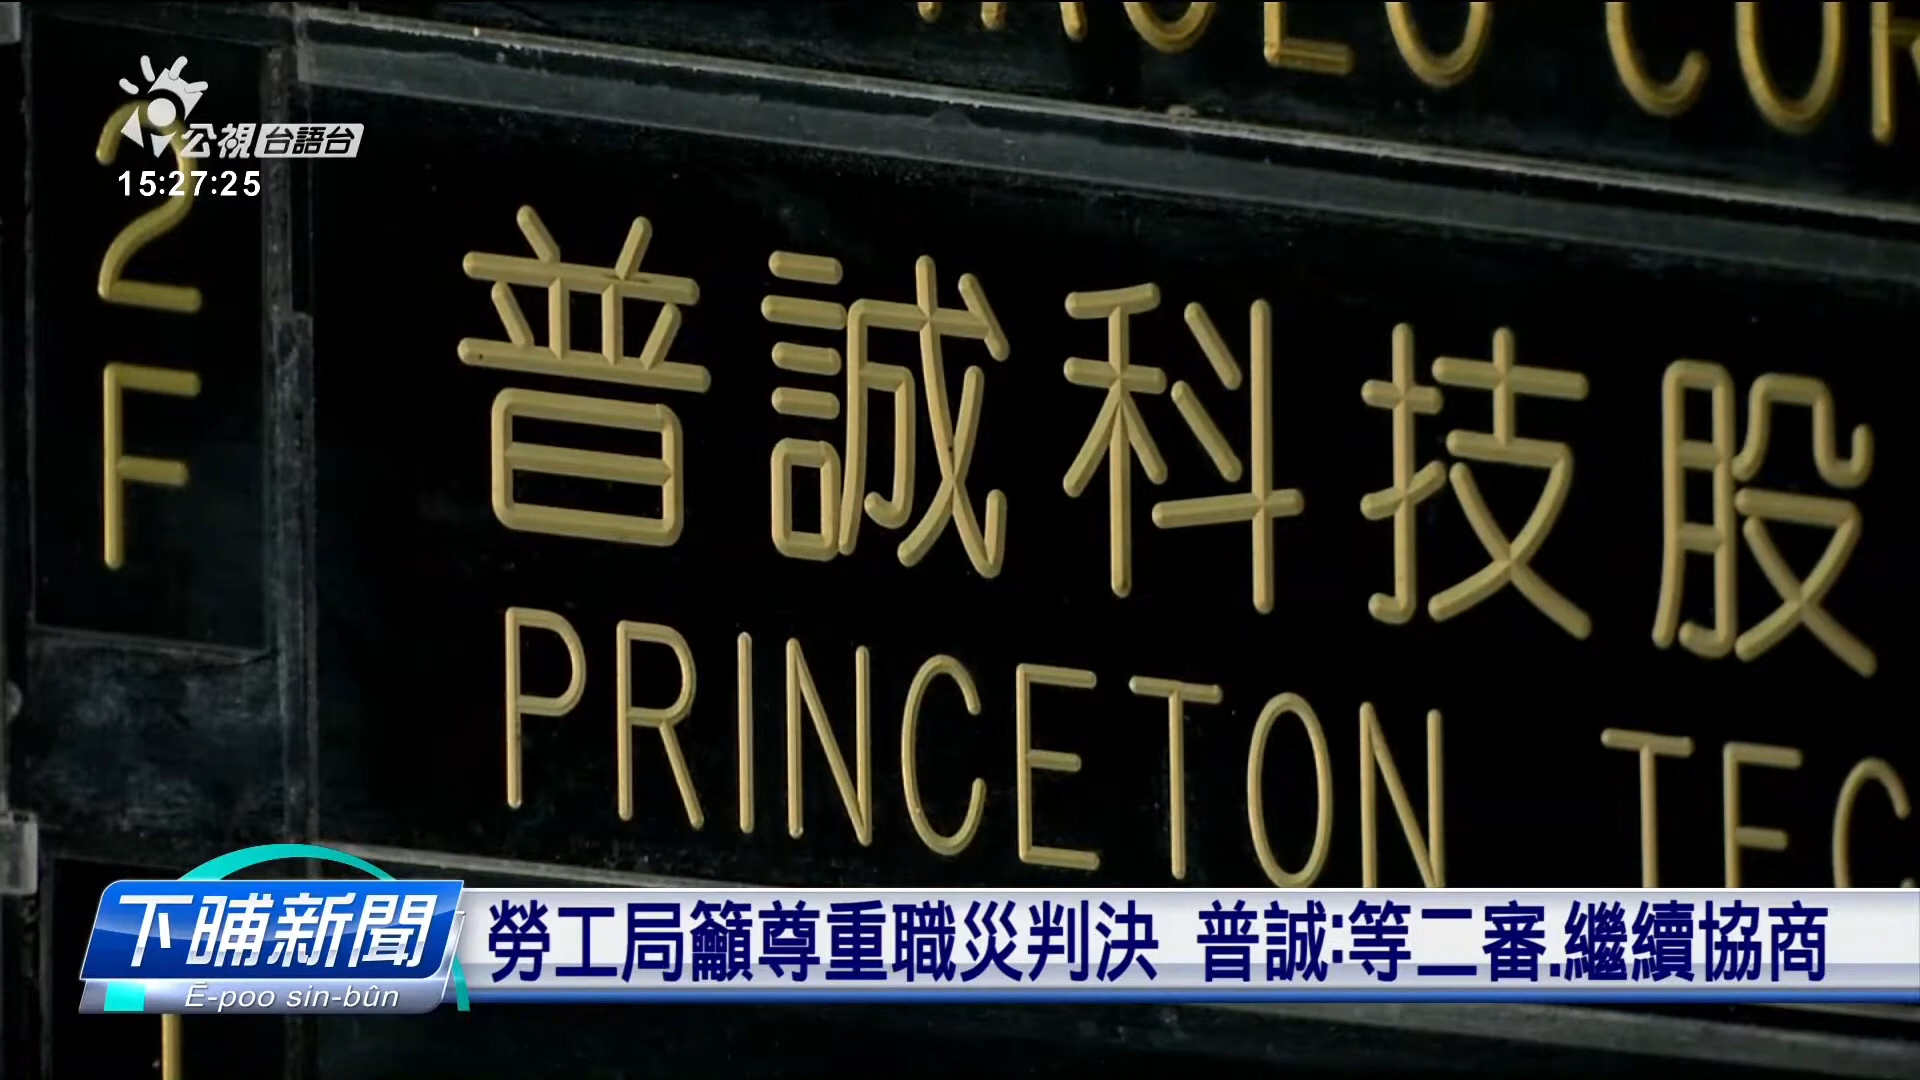 公視台語台
15:27:25
2F
普誠科技股
PRINCETON TEC
下晡新聞
Ē-poo sin-bûn
勞工局籲尊重職災判決 普誠:等二審.繼續協商